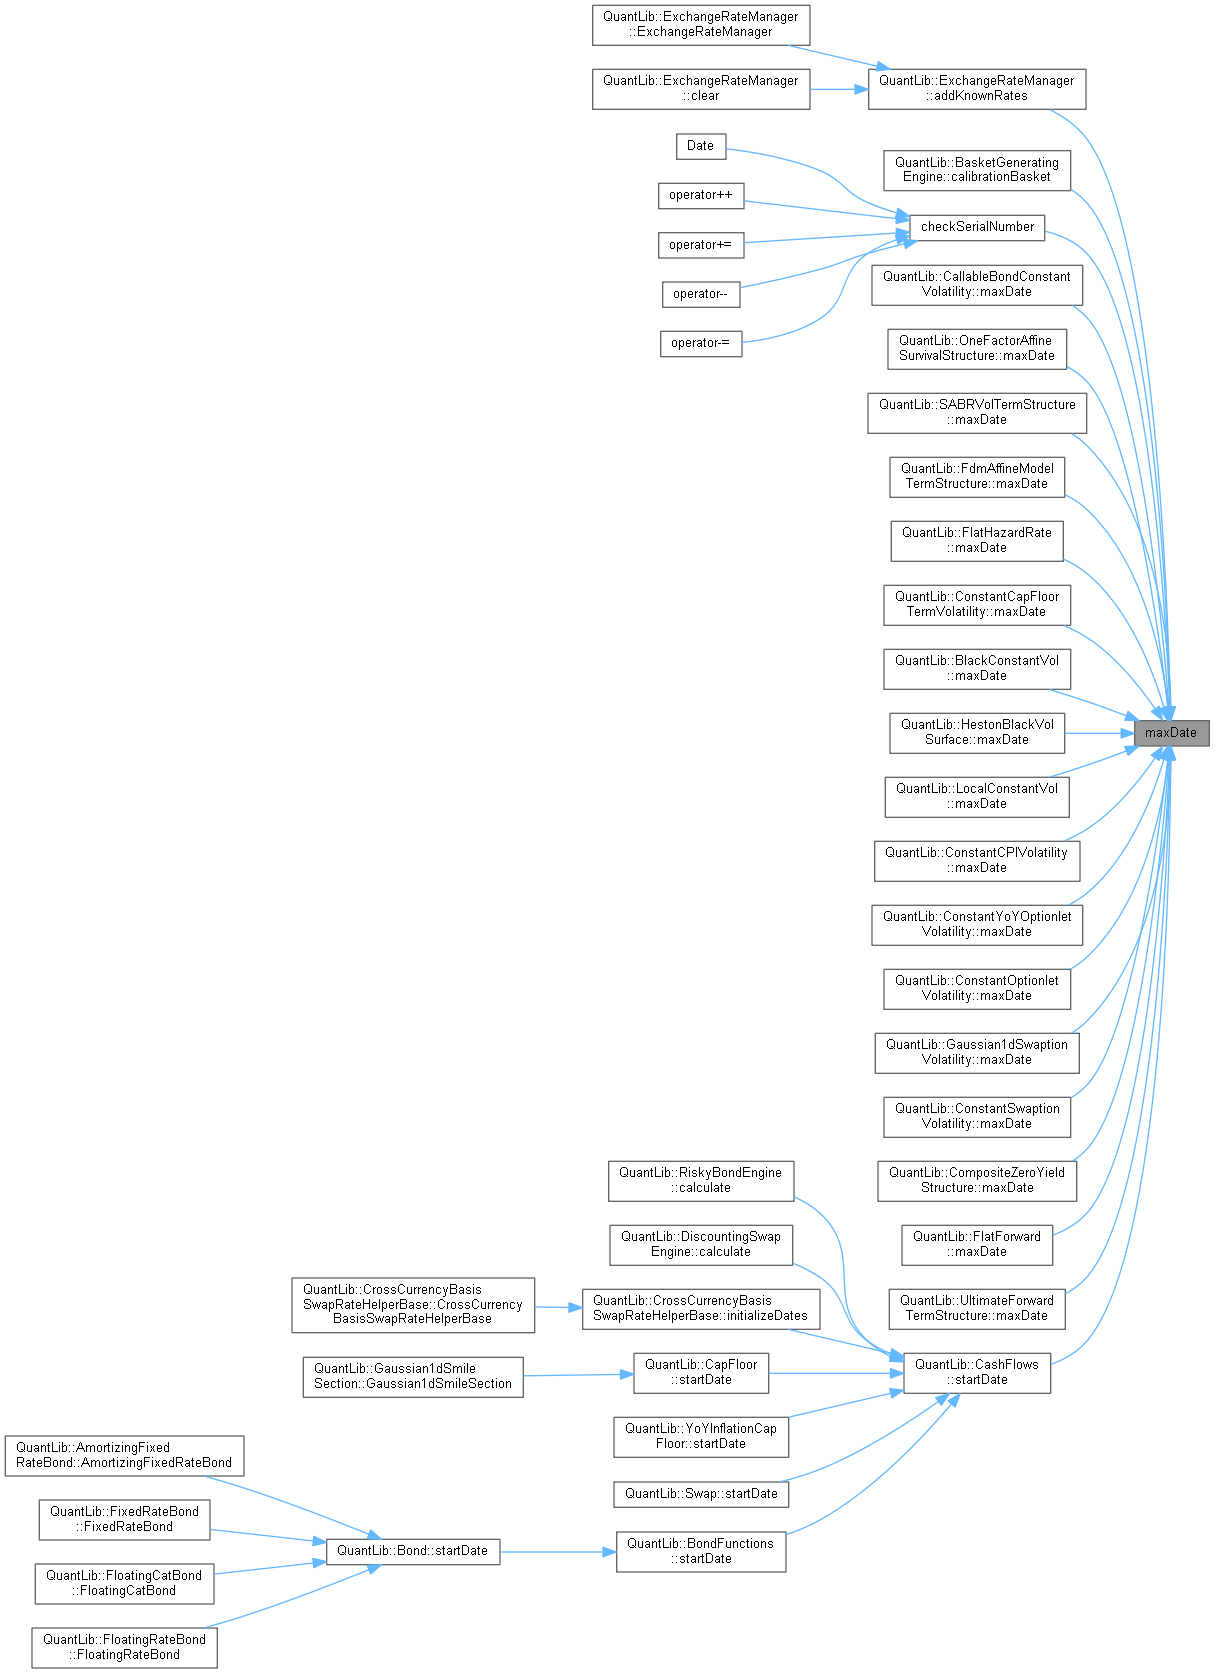 QuantLib::ExchangeRateManager
::ExchangeRateManager
QuantLib::ExchangeRateManager
::clear
QuantLib::ExchangeRateManager
::addKnownRates
Date
operator++
operator+=
operator--
operator-=
QuantLib::BasketGenerating
Engine::calibrationBasket
checkSerialNumber
QuantLib::CallableBondConstant
Volatility::maxDate
QuantLib::OneFactorAffine
SurvivalStructure::maxDate
QuantLib::SABRVolTermStructure
::maxDate
QuantLib::FdmAffineModel
TermStructure::maxDate
QuantLib::FlatHazardRate
::maxDate
QuantLib::ConstantCapFloor
TermVolatility::maxDate
QuantLib::BlackConstantVol
::maxDate
QuantLib::HestonBlackVol
Surface::maxDate
maxDate
QuantLib::LocalConstantVol
::maxDate
QuantLib::ConstantCPIVolatility
::maxDate
QuantLib::ConstantYoYOptionlet
Volatility::maxDate
QuantLib::ConstantOptionlet
Volatility::maxDate
QuantLib::Gaussian1dSwaption
Volatility::maxDate
QuantLib::ConstantSwaption
Volatility::maxDate
QuantLib::CompositeZeroYield
Structure::maxDate
QuantLib::FlatForward
::maxDate
QuantLib::UltimateForward
TermStructure::maxDate
QuantLib::CashFlows
::startDate
QuantLib::RiskyBondEngine
::calculate
QuantLib::DiscountingSwap
Engine::calculate
QuantLib::CrossCurrencyBasis
SwapRateHelperBase::initializeDates
QuantLib::CrossCurrencyBasis
SwapRateHelperBase::CrossCurrency
BasisSwapRateHelperBase
QuantLib::CapFloor
::startDate
QuantLib::Gaussian1dSmile
Section::Gaussian1dSmileSection
QuantLib::YoYInflationCap
Floor::startDate
QuantLib::Swap::startDate
QuantLib::BondFunctions
::startDate
QuantLib::Bond::startDate
QuantLib::AmortizingFixed
RateBond::AmortizingFixedRateBond
QuantLib::FixedRateBond
::FixedRateBond
QuantLib::FloatingCatBond
::FloatingCatBond
QuantLib::FloatingRateBond
::FloatingRateBond